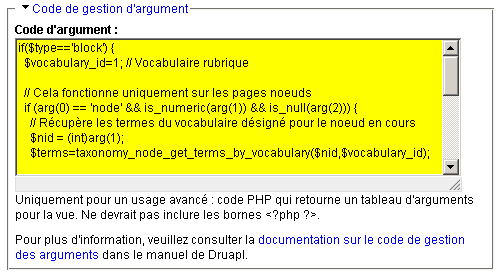 Code de gestion d'argument
Code d'argument :
if($type=='block') {
$vocabulary_id=1; // Vocabulaire rubrique
// Cela fonctionne uniquement sur les pages noeuds
if (arg(0) == 'node' && is_numeric(arg(1)) && is_null(arg(2))) {
// Récupère les termes du vocabulaire désigné pour le noeud en cours
$nid = (int)arg(1);
$terms=taxonomy_node_get_terms_by_vocabulary($nid,$vocabulary_id);
Uniquement pour un usage avancé : code PHP qui retourne un tableau d'arguments
pour la vue. Ne devrait pas inclure les bornes <?php ?>.
Pour plus d'information, veuillez consulter la documentation sur le code de gestion
des arguments dans le manuel de Druapl.